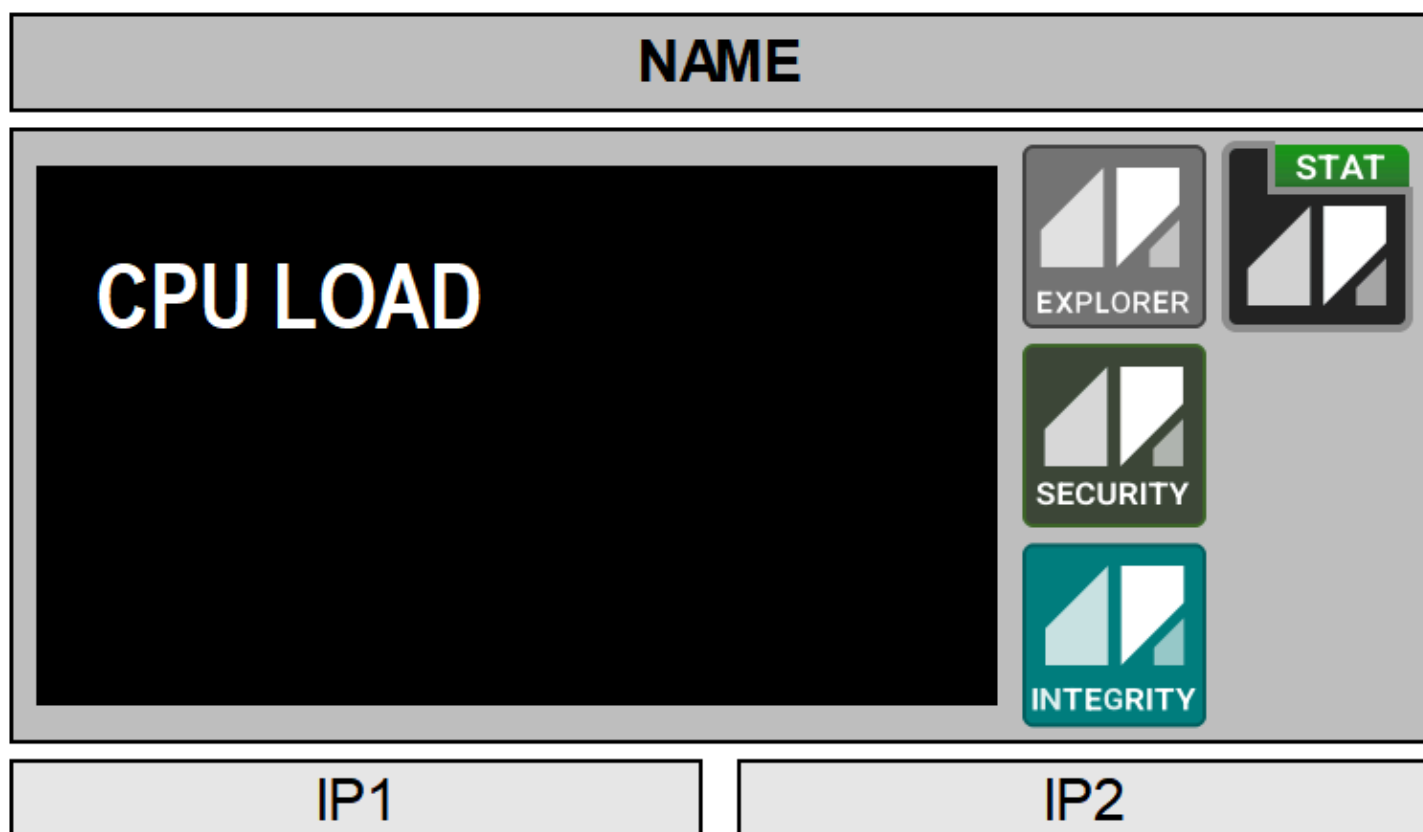 NAME
CPU LOAD
EXPLORER
STAT
SECURITY
INTEGRITY
IP1
IP2